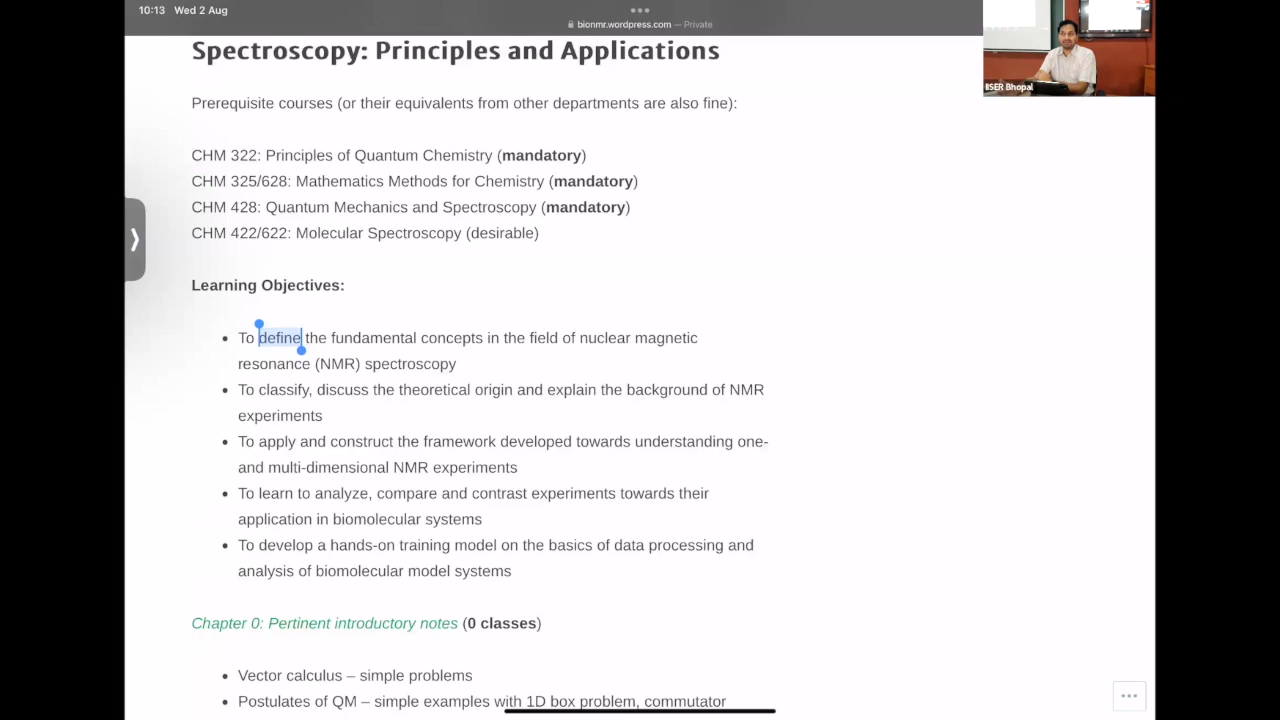 10:13 Wed 2 Aug
bionmr.wordpress.com — Private
Spectroscopy: Principles and Applications
IISER Bhopal
Prerequisite courses (or their equivalents from other departments are also fine):
CHM 322: Principles of Quantum Chemistry (mandatory)
CHM 325/628: Mathematics Methods for Chemistry (mandatory)
CHM 428: Quantum Mechanics and Spectroscopy (mandatory)
CHM 422/622: Molecular Spectroscopy (desirable)
Learning Objectives:
• To define the fundamental concepts in the field of nuclear magnetic
resonance (NMR) spectroscopy
• To classify, discuss the theoretical origin and explain the background of NMR
experiments
• To apply and construct the framework developed towards understanding one-
and multi-dimensional NMR experiments
• To learn to analyze, compare and contrast experiments towards their
application in biomolecular systems
• To develop a hands-on training model on the basics of data processing and
analysis of biomolecular model systems
Chapter 0: Pertinent introductory notes (0 classes)
• Vector calculus – simple problems
• Postulates of QM – simple examples with 1D box problem, commutator